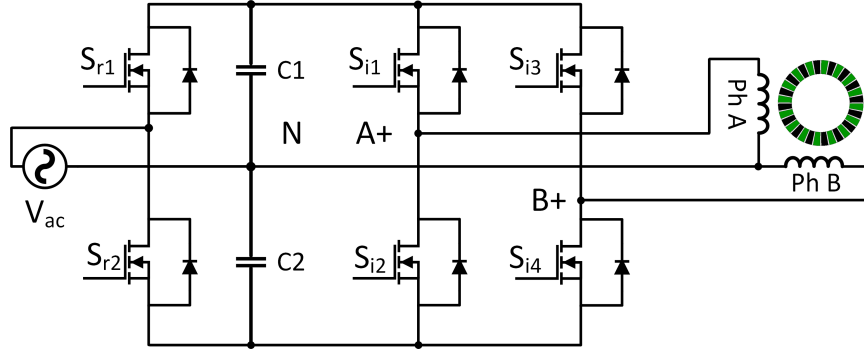 Sr1
C1
Si1
Si3
Ph A
N
A+
Vac
Ph B
B+
Sr2
C2
Si2
Si4